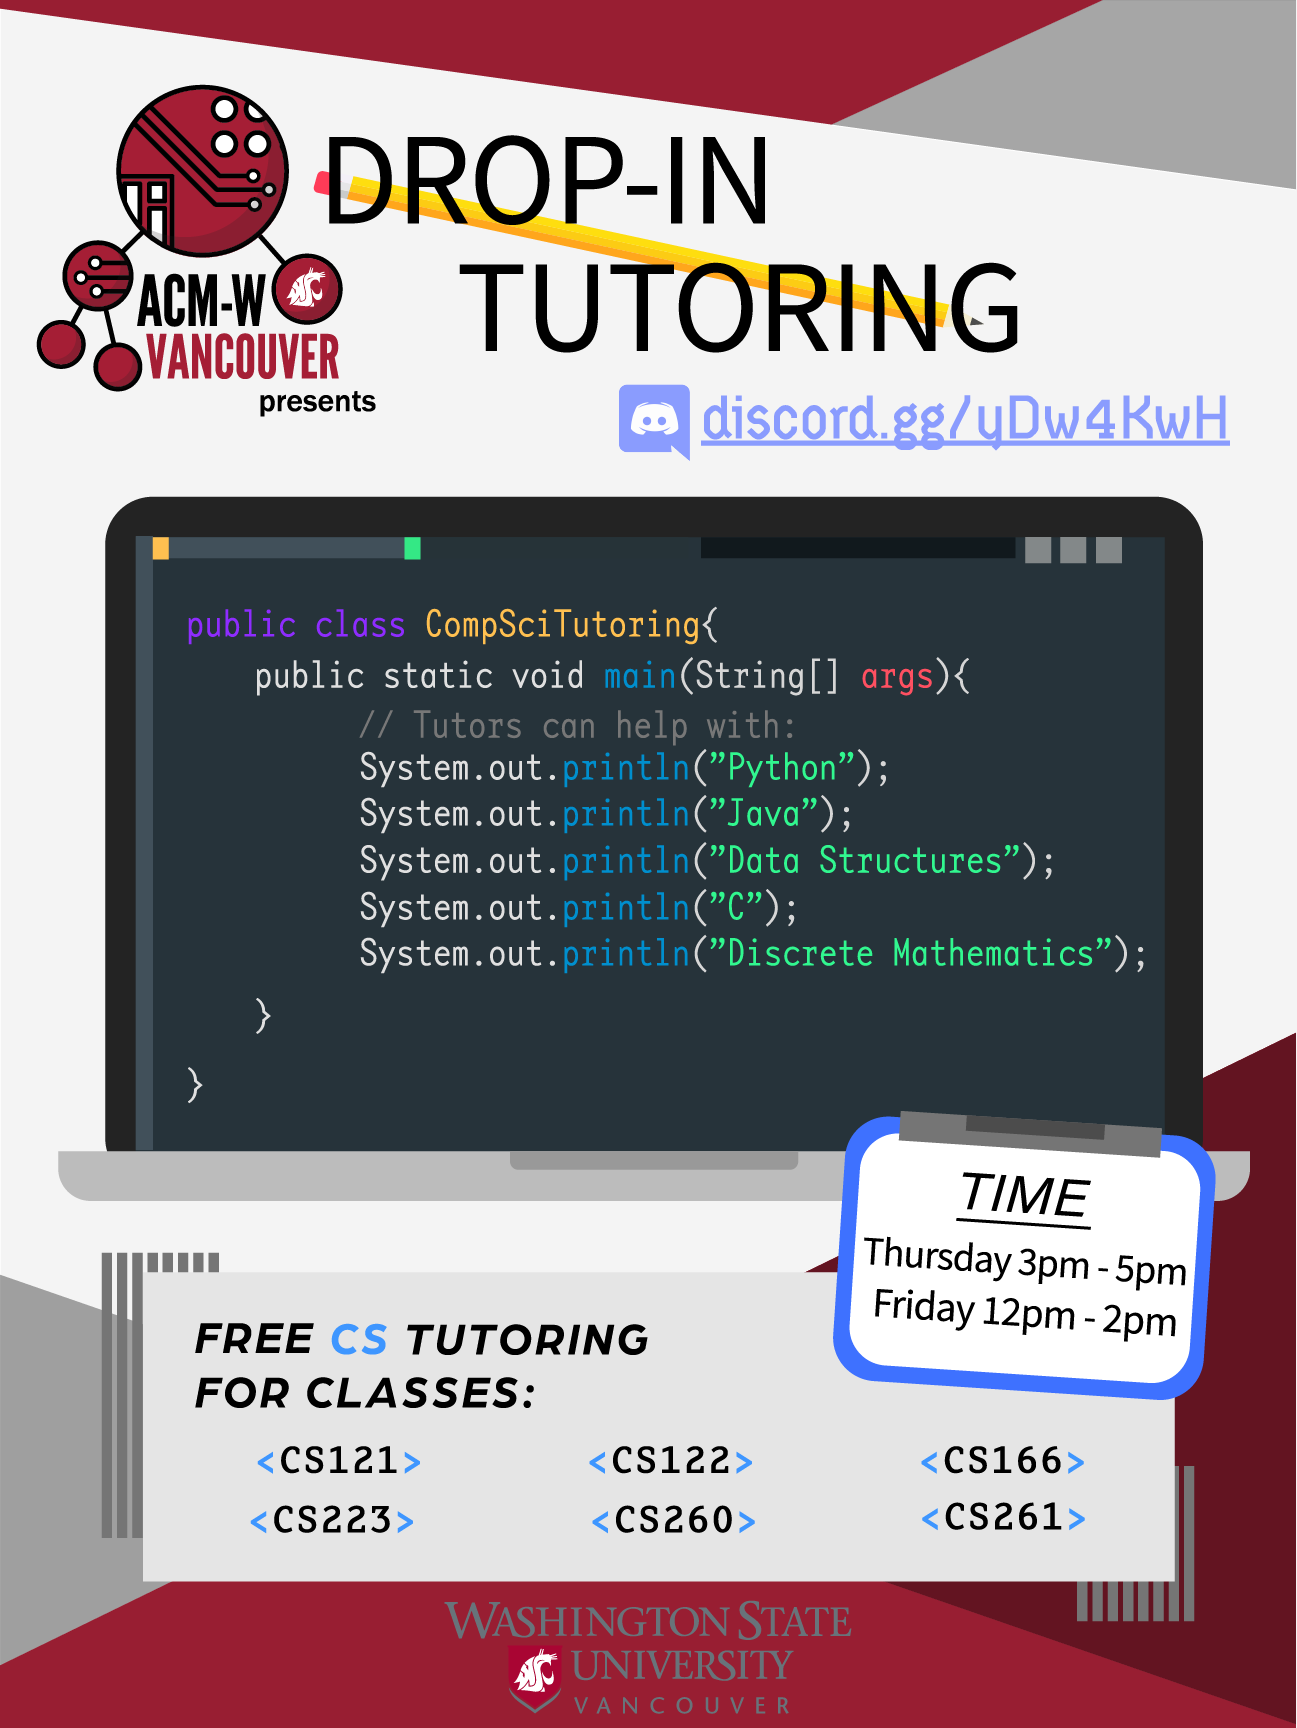 DROP-IN
TUTORING
ACM-W
VANCOUVER
presents
discord.gg/yDw4KwH
public class CompSciTutoring{
public static void main(String[] args){
// Tutors can help with:
System.out.println(”Python”);
System.out.println(”Java”);
System.out.println(”Data Structures”);
System.out.println(”C”);
System.out.println(”Discrete Mathematics”);
}
}
TIME
Thursday 3pm - 5pm
Friday 12pm - 2pm
FREE CS TUTORING
FOR CLASSES:
<CS121> <CS122> <CS166>
<CS223> <CS260> <CS261>
WASHINGTON STATE
UNIVERSITY
VANCOUVER